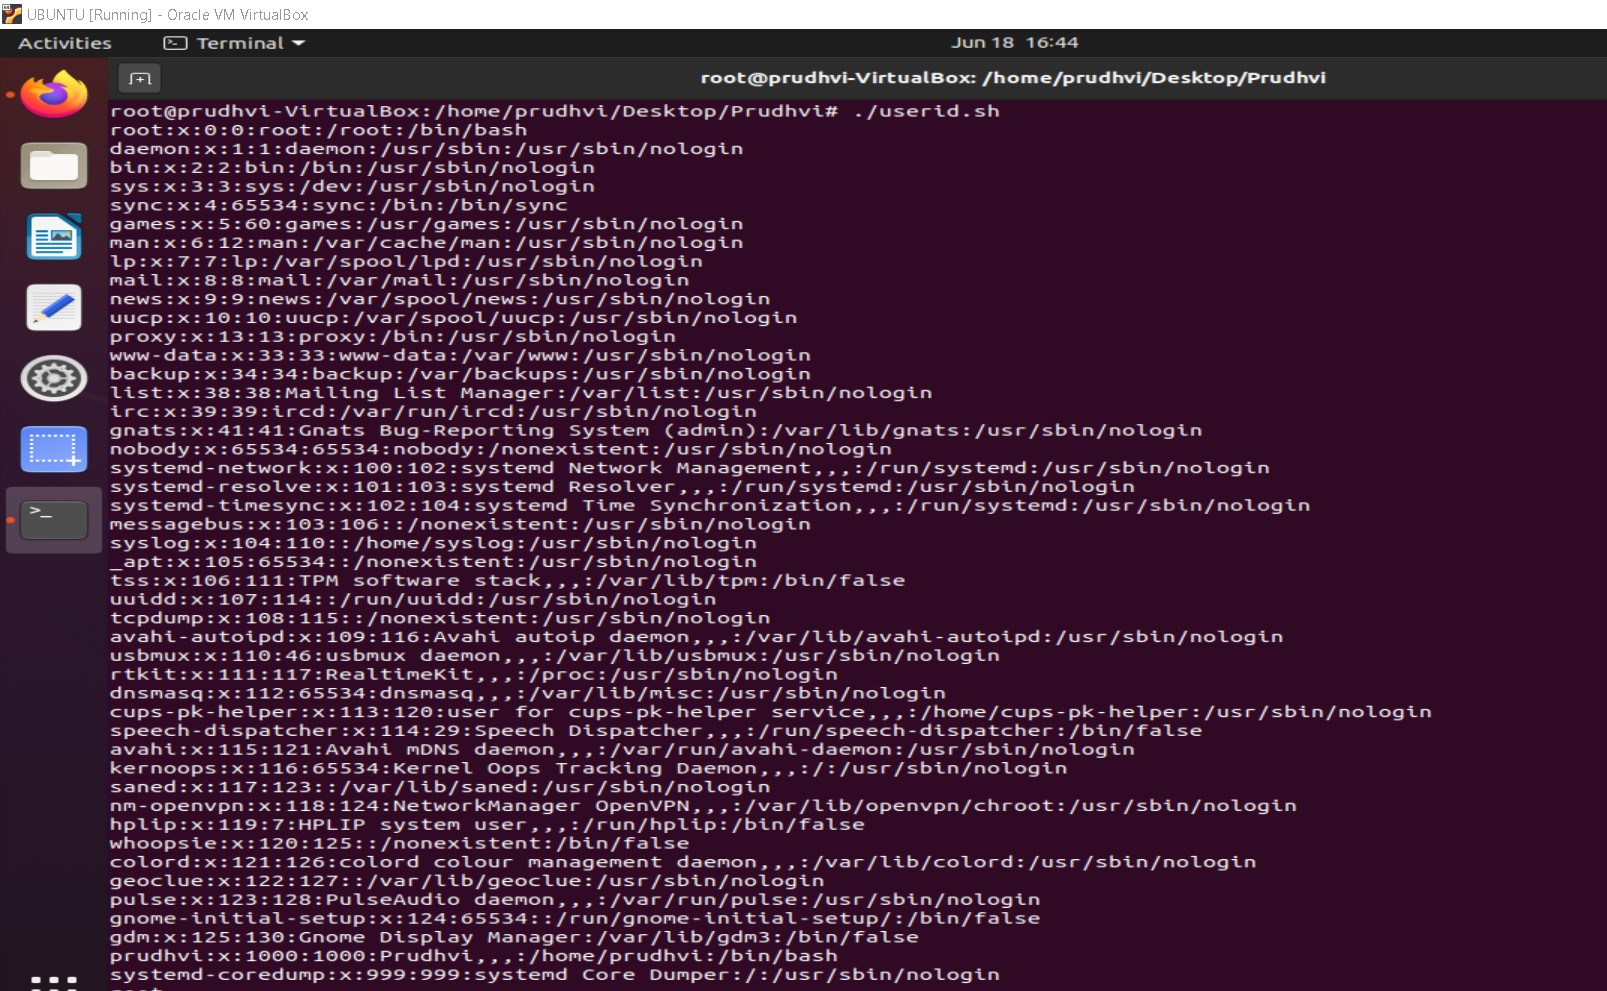 UBUNTU [Running] - Oracle VM VirtualBox
Activities Terminal Jun 18 16:44
root@prudhvi-VirtualBox: /home/prudhvi/Desktop/Prudhvi
root@prudhvi-VirtualBox:/home/prudhvi/Desktop/Prudhvi# ./userid.sh
root:x:0:0:root:/root:/bin/bash
daemon:x:1:1:daemon:/usr/sbin:/usr/sbin/nologin
bin:x:2:2:bin:/bin:/usr/sbin/nologin
sys:x:3:3:sys:/dev:/usr/sbin/nologin
sync:x:4:65534:sync:/bin:/bin/sync
games:x:5:60:games:/usr/games:/usr/sbin/nologin
man:x:6:12:man:/var/cache/man:/usr/sbin/nologin
lp:x:7:7:lp:/var/spool/lpd:/usr/sbin/nologin
mail:x:8:8:mail:/var/mail:/usr/sbin/nologin
news:x:9:9:news:/var/spool/news:/usr/sbin/nologin
uucp:x:10:10:uucp:/var/spool/uucp:/usr/sbin/nologin
proxy:x:13:13:proxy:/bin:/usr/sbin/nologin
www-data:x:33:33:www-data:/var/www:/usr/sbin/nologin
backup:x:34:34:backup:/var/backups:/usr/sbin/nologin
list:x:38:38:Mailing List Manager:/var/list:/usr/sbin/nologin
irc:x:39:39:ircd:/var/run/ircd:/usr/sbin/nologin
gnats:x:41:41:Gnats Bug-Reporting System (admin):/var/lib/gnats:/usr/sbin/nologin
nobody:x:65534:65534:nobody:/nonexistent:/usr/sbin/nologin
systemd-network:x:100:102:systemd Network Management,,,:/run/systemd:/usr/sbin/nologin
systemd-resolve:x:101:103:systemd Resolver,,,:/run/systemd:/usr/sbin/nologin
systemd-timesync:x:102:104:systemd Time Synchronization,,,:/run/systemd:/usr/sbin/nologin
messagebus:x:103:106::/nonexistent:/usr/sbin/nologin
syslog:x:104:110::/home/syslog:/usr/sbin/nologin
_apt:x:105:65534::/nonexistent:/usr/sbin/nologin
tss:x:106:111:TPM software stack,,,:/var/lib/tpm:/bin/false
uuidd:x:107:114::/run/uuidd:/usr/sbin/nologin
tcpdump:x:108:115::/nonexistent:/usr/sbin/nologin
avahi-autoipd:x:109:116:Avahi autoip daemon,,,:/var/lib/avahi-autoipd:/usr/sbin/nologin
usbmux:x:110:46:usbmux daemon,,,:/var/lib/usbmux:/usr/sbin/nologin
rtkit:x:111:117:RealtimeKit,,,:/proc:/usr/sbin/nologin
dnsmasq:x:112:65534:dnsmasq,,,:/var/lib/misc:/usr/sbin/nologin
cups-pk-helper:x:113:120:user for cups-pk-helper service,,,:/home/cups-pk-helper:/usr/sbin/nologin
speech-dispatcher:x:114:29:Speech Dispatcher,,,:/run/speech-dispatcher:/bin/false
avahi:x:115:121:Avahi mDNS daemon,,,:/var/run/avahi-daemon:/usr/sbin/nologin
kernoops:x:116:65534:Kernel Oops Tracking Daemon,,,:/:/usr/sbin/nologin
saned:x:117:123::/var/lib/saned:/usr/sbin/nologin
nm-openvpn:x:118:124:NetworkManager OpenVPN,,,:/var/lib/openvpn/chroot:/usr/sbin/nologin
hplip:x:119:7:HPLIP system user,,,:/run/hplip:/bin/false
whoopsie:x:120:125::/nonexistent:/bin/false
colord:x:121:126:colord colour management daemon,,,:/var/lib/colord:/usr/sbin/nologin
geoclue:x:122:127::/var/lib/geoclue:/usr/sbin/nologin
pulse:x:123:128:PulseAudio daemon,,,:/var/run/pulse:/usr/sbin/nologin
gnome-initial-setup:x:124:65534::/run/gnome-initial-setup/:/bin/false
gdm:x:125:130:Gnome Display Manager:/var/lib/gdm3:/bin/false
prudhvi:x:1000:1000:Prudhvi,,,:/home/prudhvi:/bin/bash
systemd-coredump:x:999:999:systemd Core Dumper:/:/usr/sbin/nologin